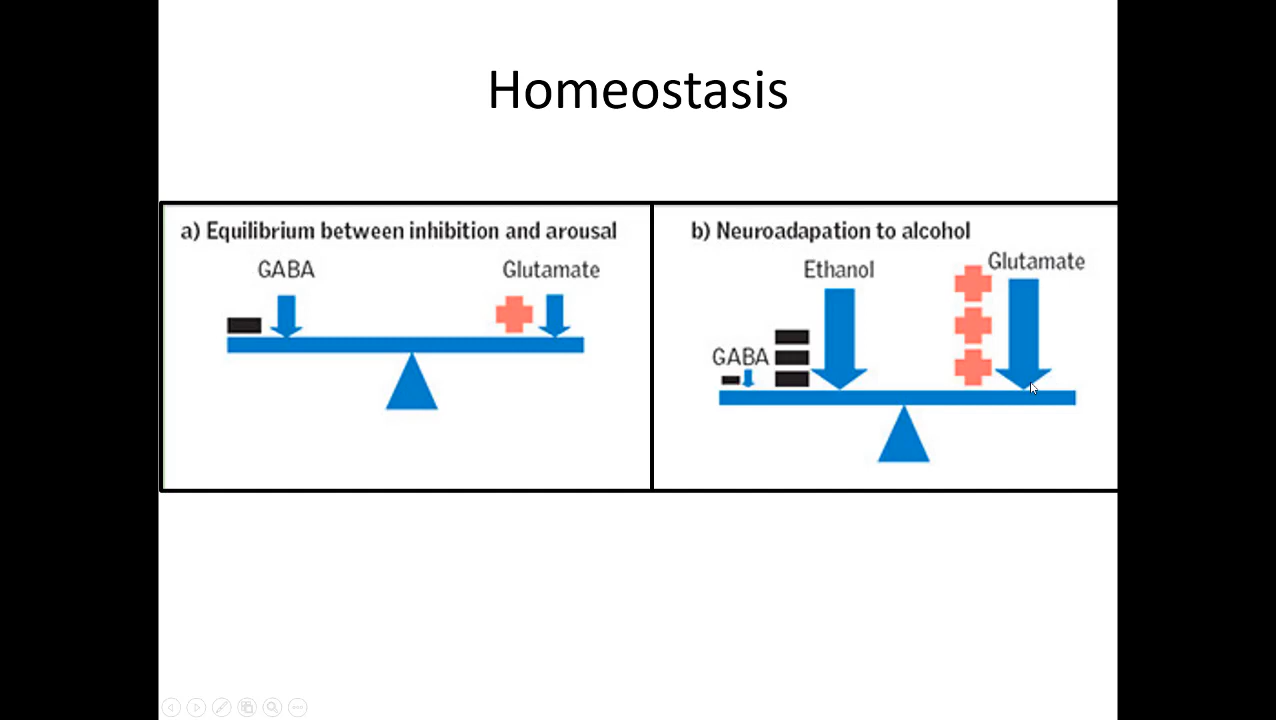 Homeostasis
a) Equilibrium between inhibition and arousal
GABA
Glutamate
b) Neuroadapation to alcohol
Ethanol
Glutamate
GABA